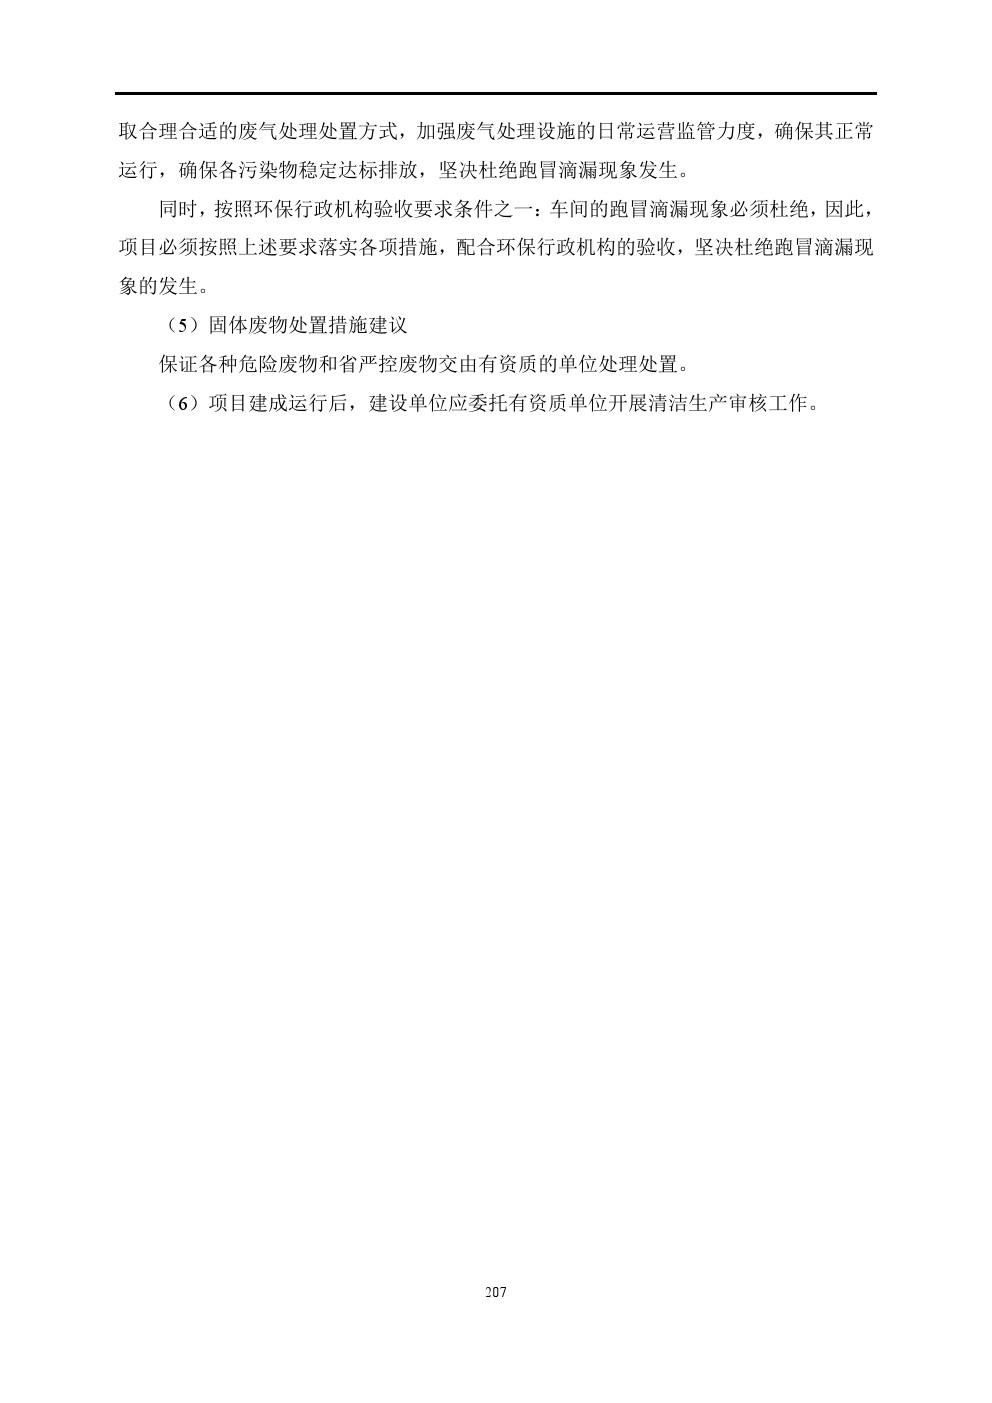 取合理合适的废气处理处置方式，加强废气处理设施的日常运营监管力度，确保其正常
运行，确保各污染物稳定达标排放，坚决杜绝跑冒滴漏现象发生。
同时，按照环保行政机构验收要求条件之一：车间的跑冒滴漏现象必须杜绝，因此，
项目必须按照上述要求落实各项措施，配合环保行政机构的验收，坚决杜绝跑冒滴漏现
象的发生。
（5）固体废物处置措施建议
保证各种危险废物和省严控废物交由有资质的单位处理处置。
（6）项目建成运行后，建设单位应委托有资质单位开展清洁生产审核工作。
207